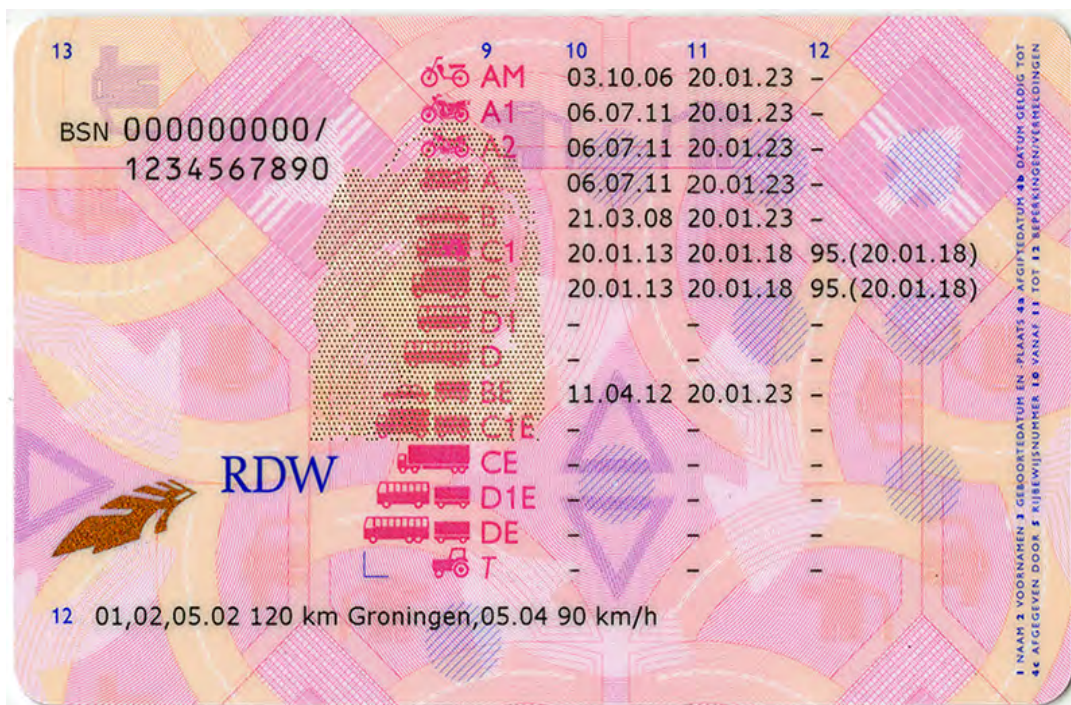 13
9 10 11 12
AM 03.10.06 20.01.23 –
BSN 000000000/
1234567890
A1 06.07.11 20.01.23 –
A2 06.07.11 20.01.23 –
A 06.07.11 20.01.23 –
B 21.03.08 20.01.23 –
C1 20.01.13 20.01.18 95.(20.01.18)
C 20.01.13 20.01.18 95.(20.01.18)
D1 – – –
D – – –
BE 11.04.12 20.01.23 –
C1E – – –
RDW
CE – – –
D1E – – –
DE – – –
T – – –
12 01,02,05.02 120 km Groningen,05.04 90 km/h
1 NAAM 2 VOORNAMEN 3 GEBOORTEDATUM EN -PLAATS 4a AFGIFTEDATUM 4b DATUM GELDIG TOT
4c AFGEGEVEN DOOR 5 RIJBEWIJSNUMMER 10 VANAF 11 TOT 12 BEPERKINGEN/VERMELDINGEN